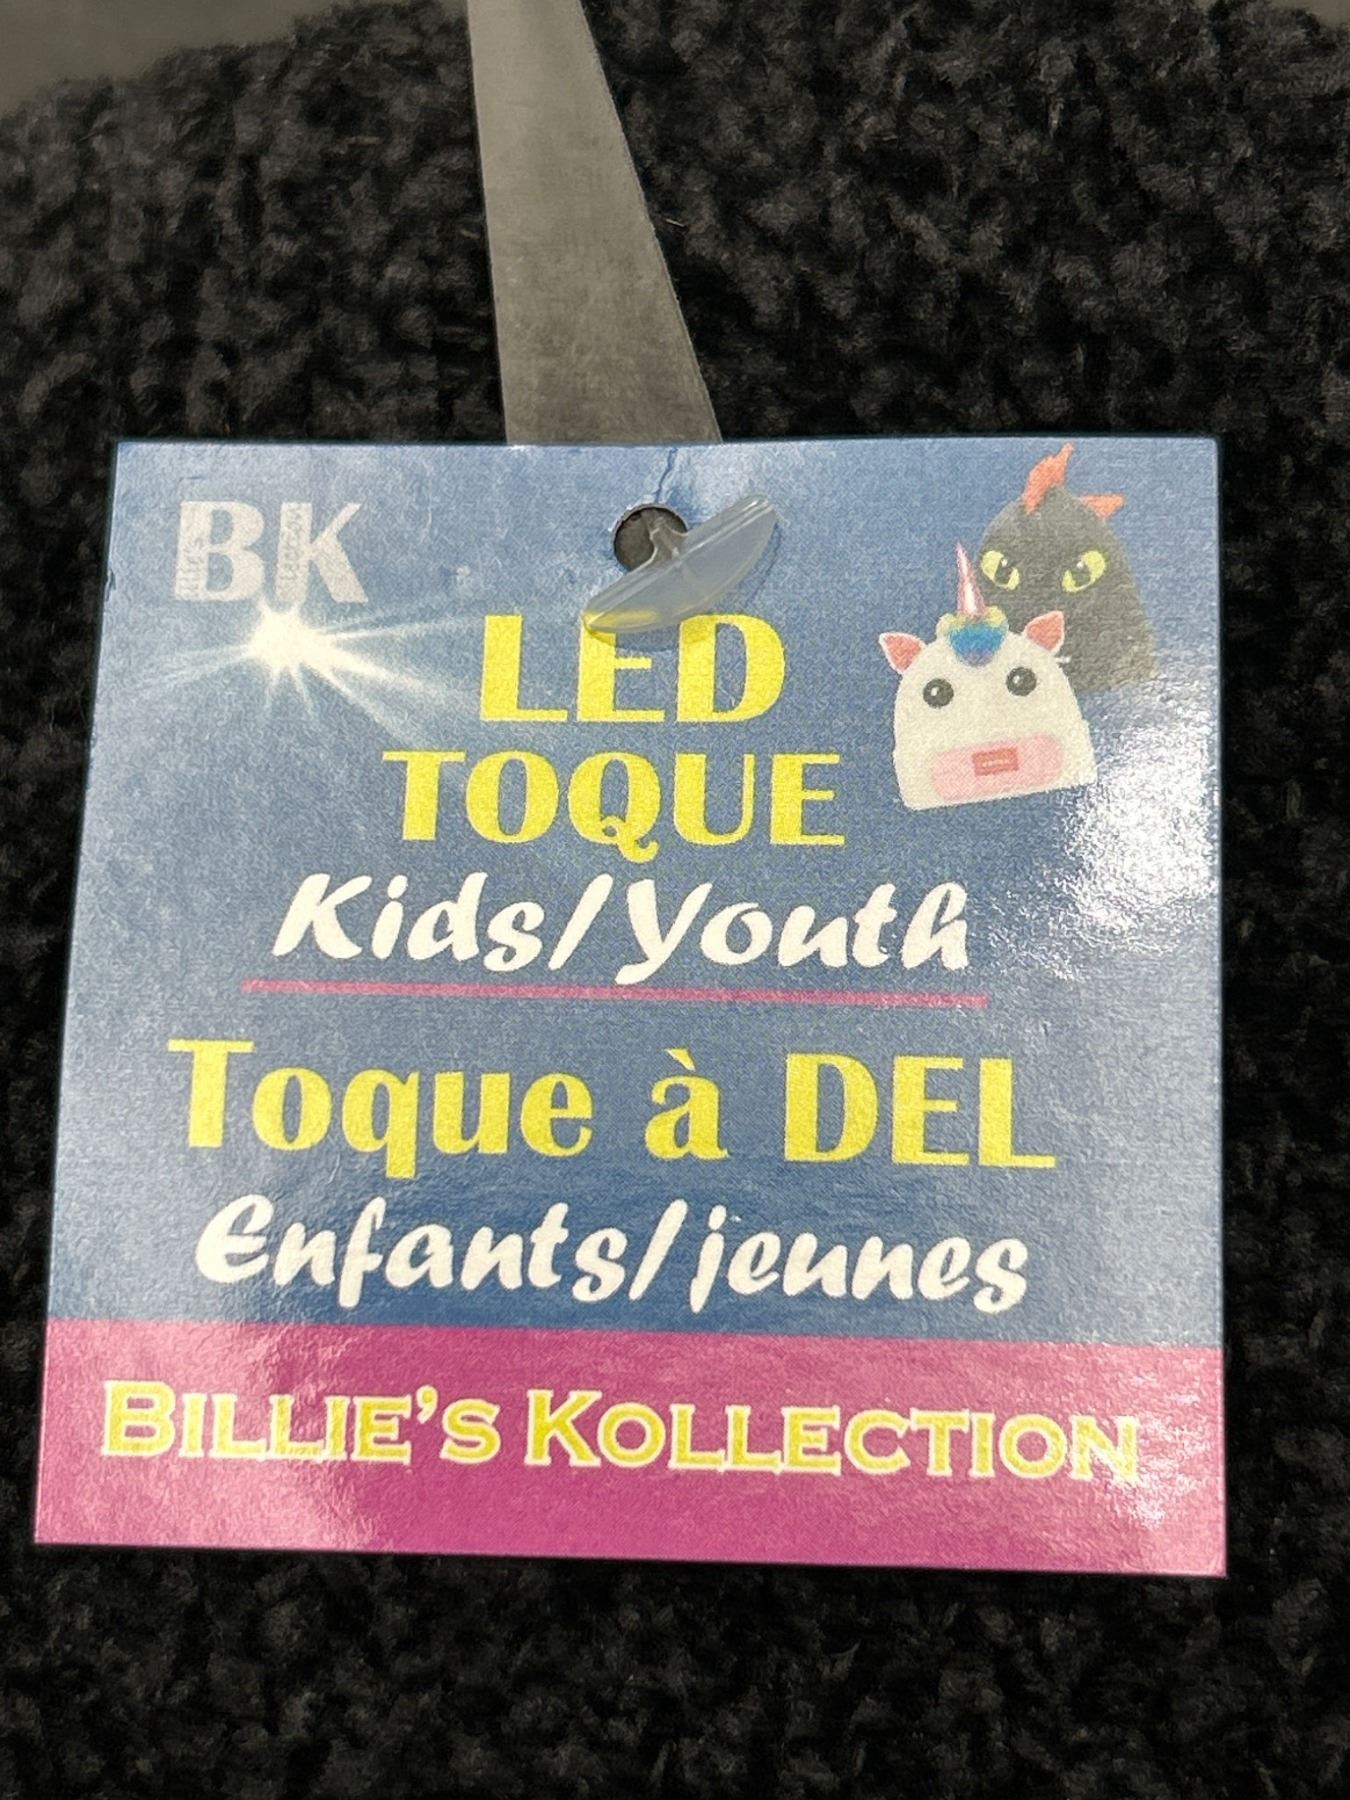 BK
LED
TOQUE
Kids/Youth
Toque à DEL
Enfants/jeunes
BILLIE'S KOLLECTION